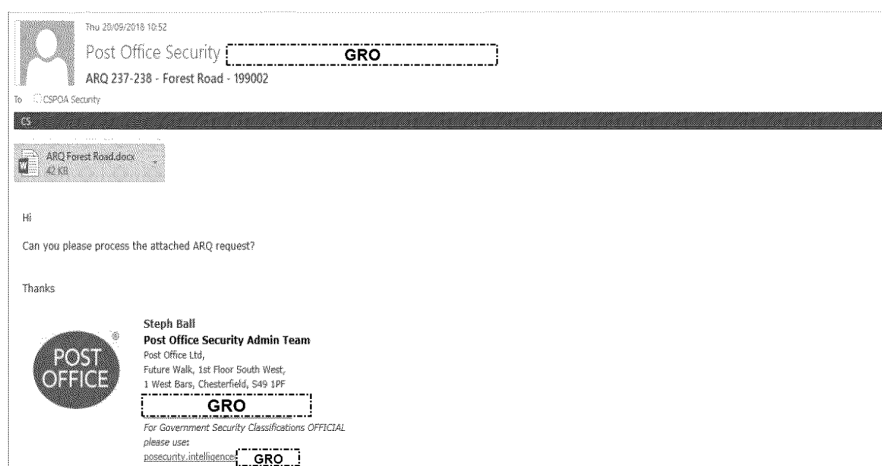 Thu 20/09/2018 10:52
Post Office Security GRO
ARQ 237-238 - Forest Road - 199002
To CSPOA Security
CS
ARQ Forest Road.docx
42 KB
Hi
Can you please process the attached ARQ request?
Thanks
Steph Ball
Post Office Security Admin Team
Post Office Ltd,
Future Walk, 1st Floor South West,
1 West Bars, Chesterfield, S49 1PF
GRO
For Government Security Classifications OFFICIAL
please use:
posecurity.intelligence GRO
POST
OFFICE
®